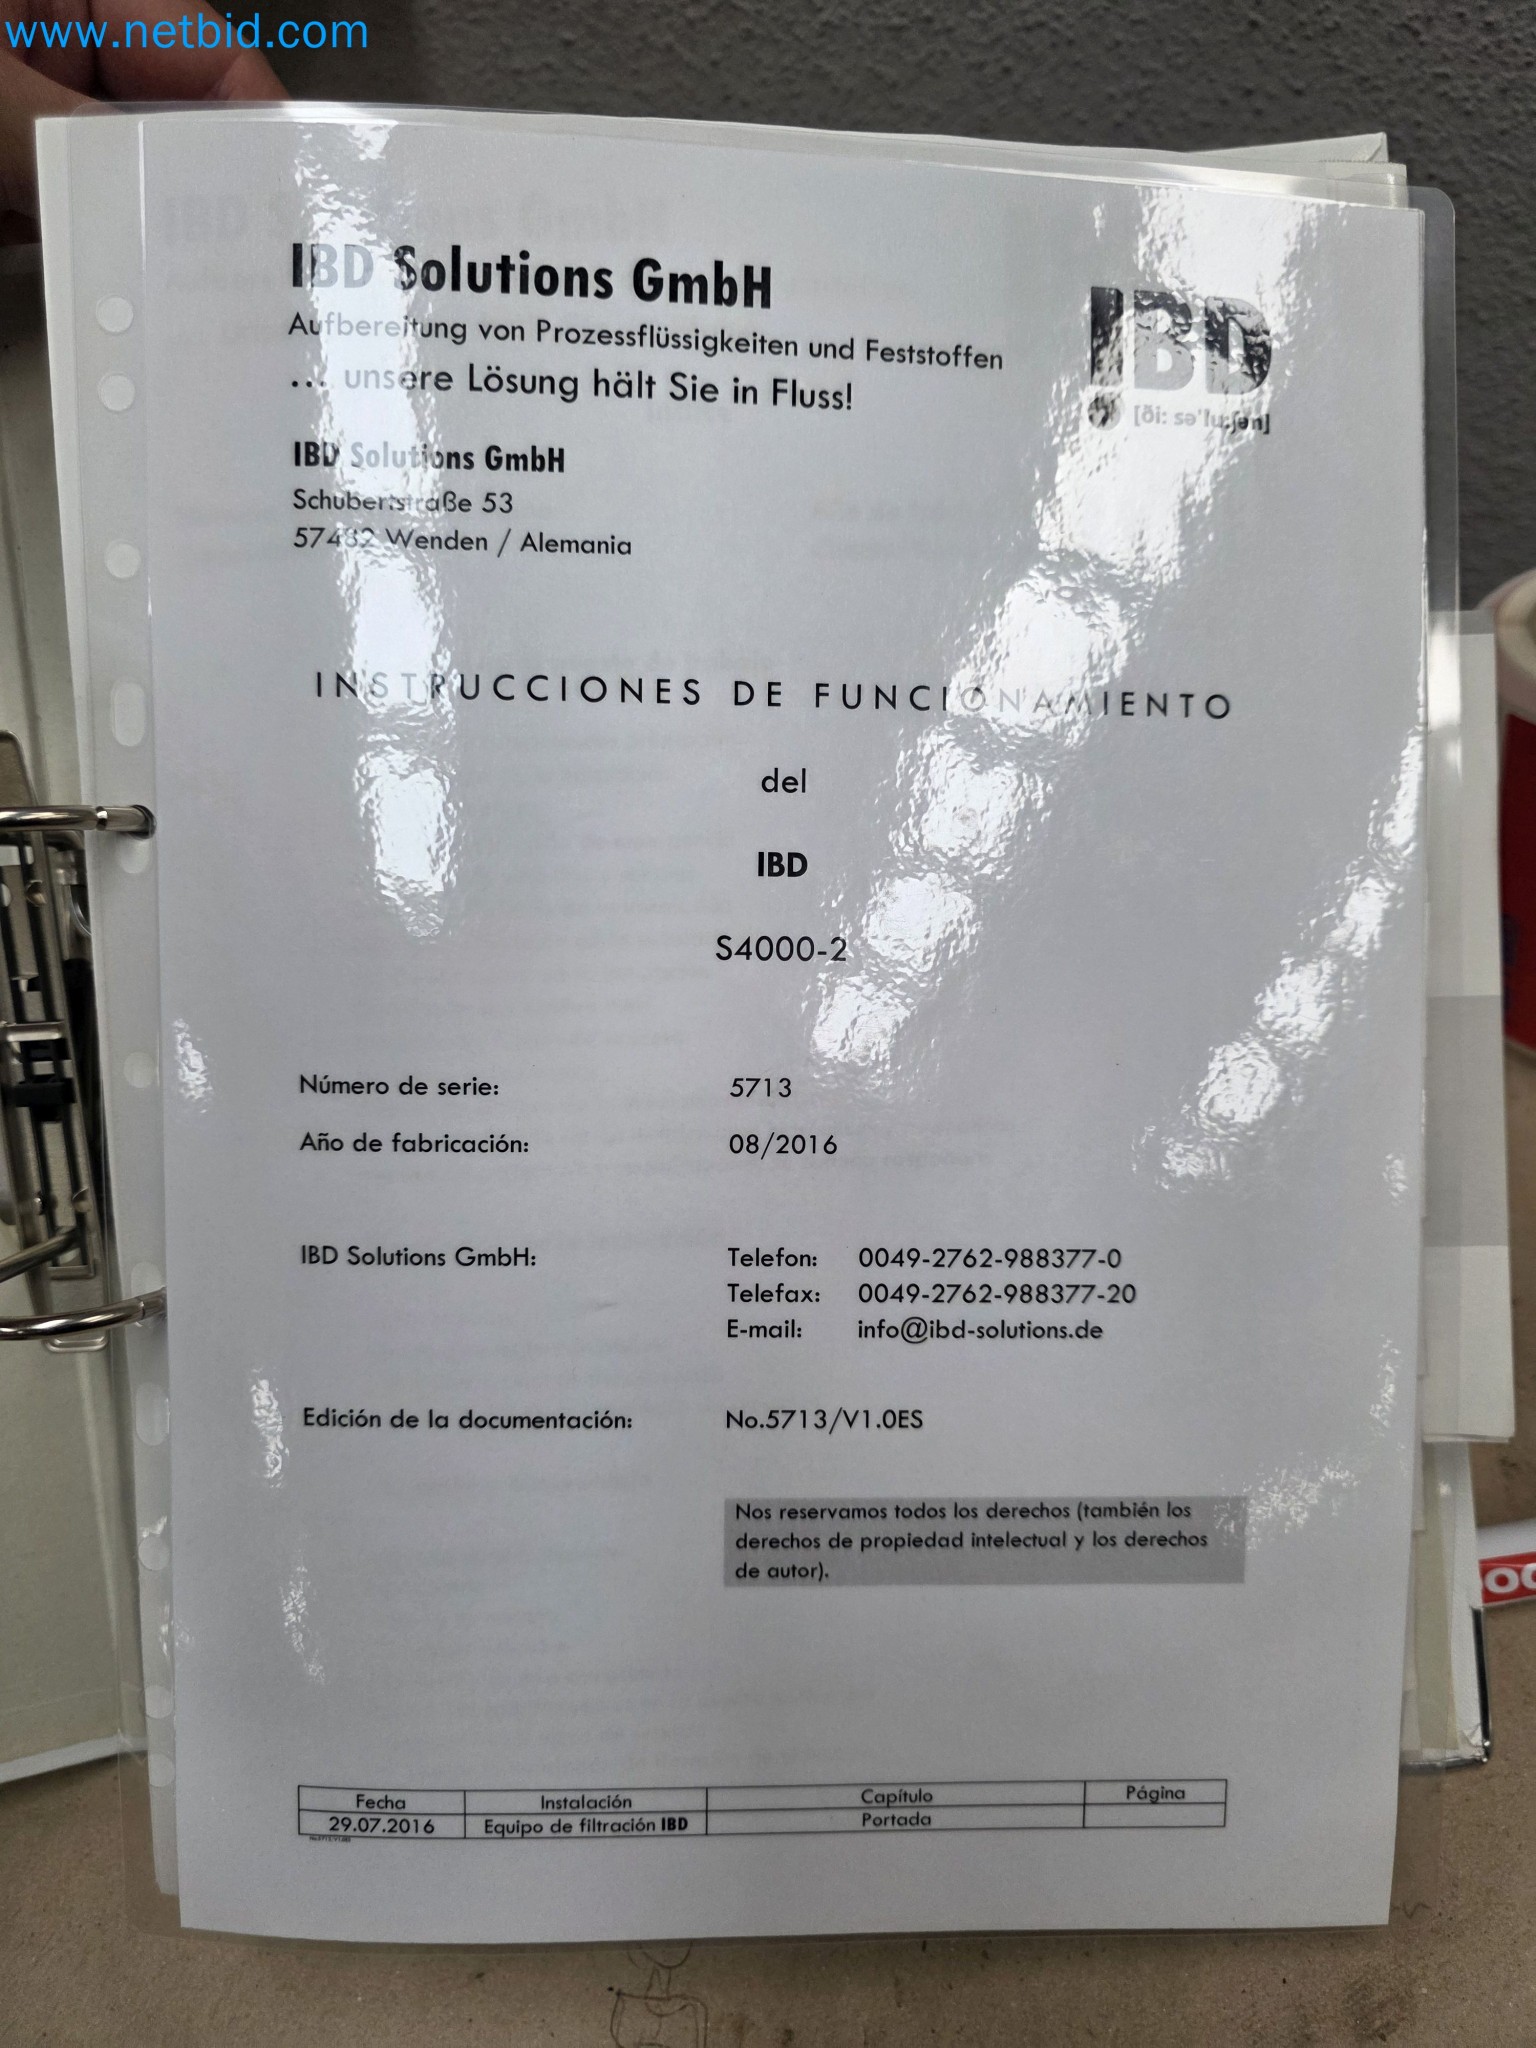 www.netbid.com
IBD Solutions GmbH
Aufbereitung von Prozessflüssigkeiten und Feststoffen
... unsere Lösung hält Sie in Fluss!
IBD
[ði: sə'lu:ʃən]
IBD Solutions GmbH
Schubertstraße 53
57482 Wenden / Alemania
INSTRUCCIONES DE FUNCIONAMIENTO
del
IBD
S4000-2
Número de serie: 5713
Año de fabricación: 08/2016
IBD Solutions GmbH: Telefon: 0049-2762-988377-0
Telefax: 0049-2762-988377-20
E-mail: info@ibd-solutions.de
Edición de la documentación: No.5713/V1.0ES
Nos reservamos todos los derechos (también los
derechos de propiedad intelectual y los derechos
de autor).
Fecha Instalación Capítulo Página
29.07.2016 Equipo de filtración IBD Portada
No.5713/V1.0ES